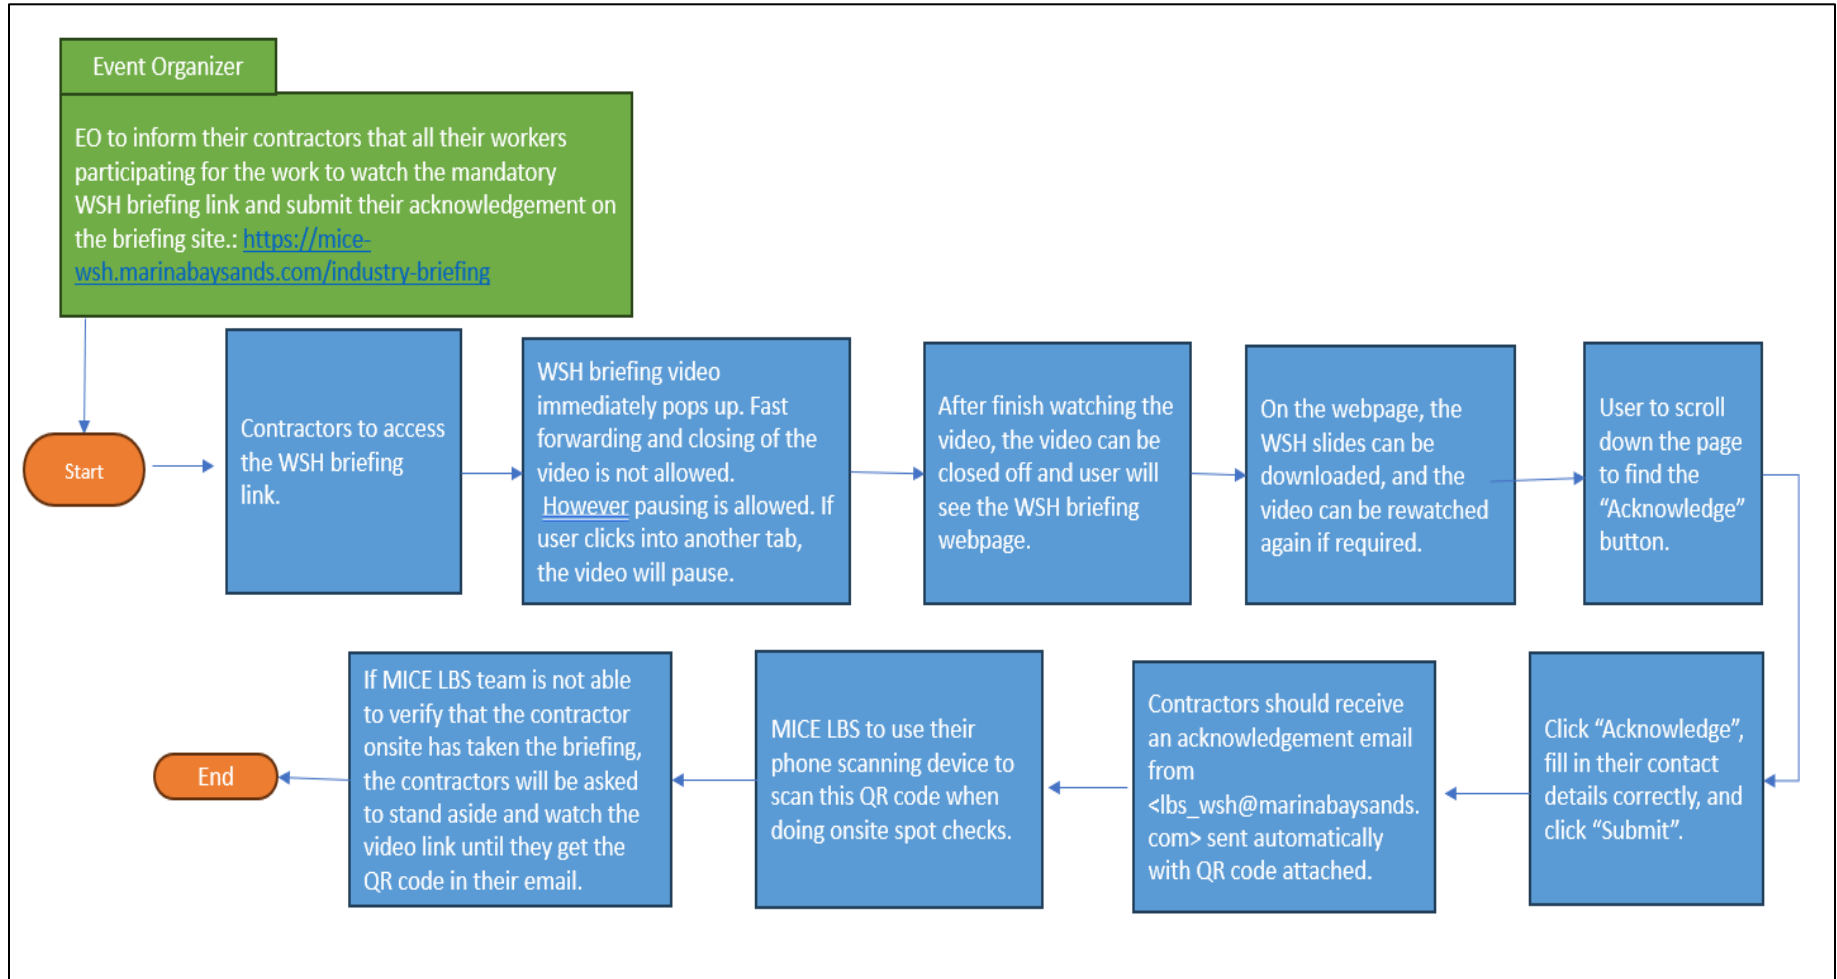 Event Organizer
EO to inform their contractors that all their workers
participating for the work to watch the mandatory
WSH briefing link and submit their acknowledgement on
the briefing site.: https://mice-
wsh.marinabaysands.com/industry-briefing
Start
Contractors to access
the WSH briefing
link.
WSH briefing video
immediately pops up. Fast
forwarding and closing of the
video is not allowed.
However pausing is allowed. If
user clicks into another tab,
the video will pause.
After finish watching the
video, the video can be
closed off and user will
see the WSH briefing
webpage.
On the webpage, the
WSH slides can be
downloaded, and the
video can be rewatched
again if required.
User to scroll
down the page
to find the
“Acknowledge”
button.
Click “Acknowledge”,
fill in their contact
details correctly, and
click “Submit”.
Contractors should receive
an acknowledgement email
from
<lbs_wsh@marinabaysands.
com> sent automatically
with QR code attached.
MICE LBS to use their
phone scanning device to
scan this QR code when
doing onsite spot checks.
If MICE LBS team is not able
to verify that the contractor
onsite has taken the briefing,
the contractors will be asked
to stand aside and watch the
video link until they get the
QR code in their email.
End